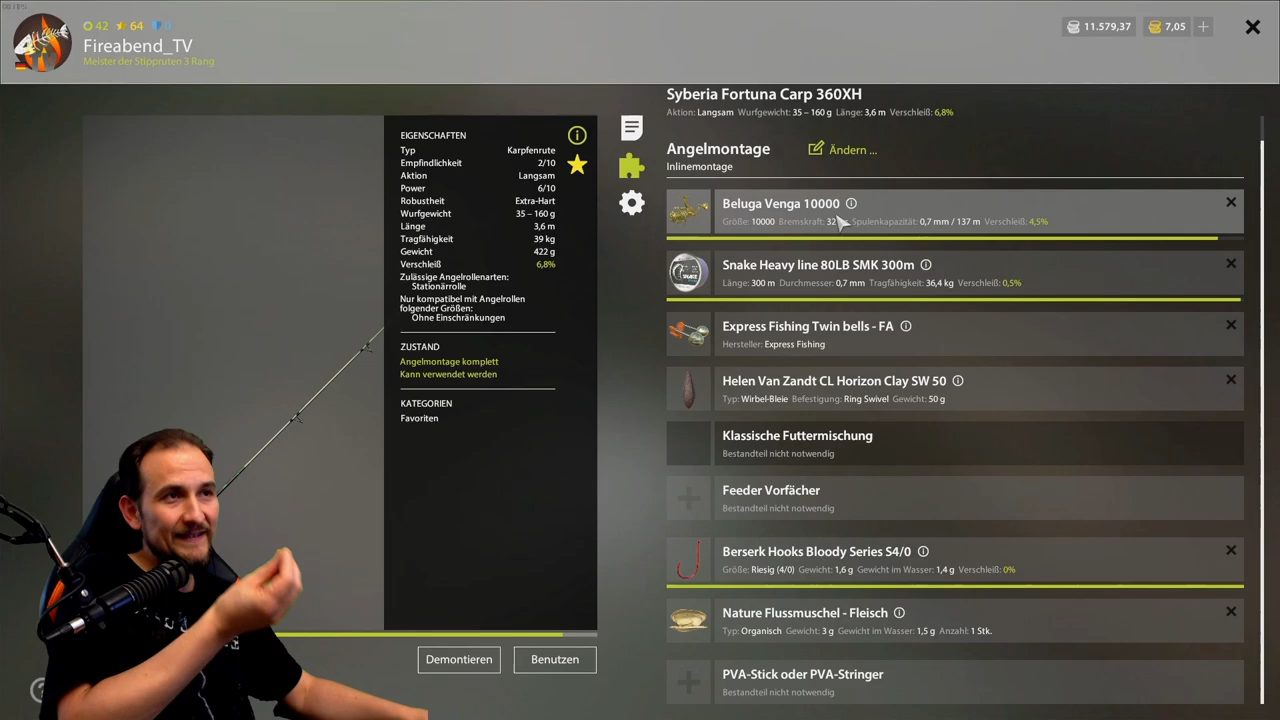 42 64 0
Fireabend_TV
Meister der Stippruten 3 Rang
11.579,37
7,05
Syberia Fortuna Carp 360XH
Aktion: Langsam Wurfgewicht: 35 – 160 g Länge: 3,6 m Verschleiß: 6,8%
EIGENSCHAFTEN
Typ Karpfenrute
Empfindlichkeit 2/10
Aktion Langsam
Power 6/10
Robustheit Extra-Hart
Wurfgewicht 35 – 160 g
Länge 3,6 m
Tragfähigkeit 39 kg
Gewicht 422 g
Verschleiß 6,8%
Zulässige Angelrollenarten:
Stationärrolle
Nur kompatibel mit Angelrollen
folgender Größen:
Ohne Einschränkungen
ZUSTAND
Angelmontage komplett
Kann verwendet werden
KATEGORIEN
Favoriten
Demontieren
Benutzen
Angelmontage
Ändern ...
Inlinemontage
Beluga Venga 10000
Größe: 10000 Bremskraft: 32 Spulenkapazität: 0,7 mm / 137 m Verschleiß: 4,5%
Snake Heavy line 80LB SMK 300m
Länge: 300 m Durchmesser: 0,7 mm Tragfähigkeit: 36,4 kg Verschleiß: 0,5%
Express Fishing Twin bells - FA
Hersteller: Express Fishing
Helen Van Zandt CL Horizon Clay SW 50
Typ: Wirbel-Bleie Befestigung: Ring Swivel Gewicht: 50 g
Klassische Futtermischung
Bestandteil nicht notwendig
Feeder Vorfächer
Bestandteil nicht notwendig
Berserk Hooks Bloody Series S4/0
Größe: Riesig (4/0) Gewicht: 1,6 g Gewicht im Wasser: 1,4 g Verschleiß: 0%
Nature Flussmuschel - Fleisch
Typ: Organisch Gewicht: 3 g Gewicht im Wasser: 1,5 g Anzahl: 1 Stk.
PVA-Stick oder PVA-Stringer
Bestandteil nicht notwendig